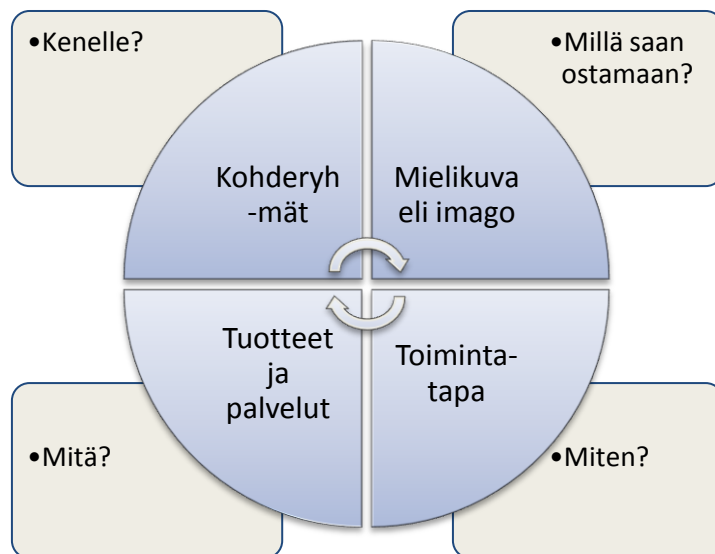 •Kenelle?
•Millä saan
ostamaan?
Kohderyh
-mät
Mielikuva
eli imago
Tuotteet
ja
palvelut
Toiminta-
tapa
•Mitä?
•Miten?